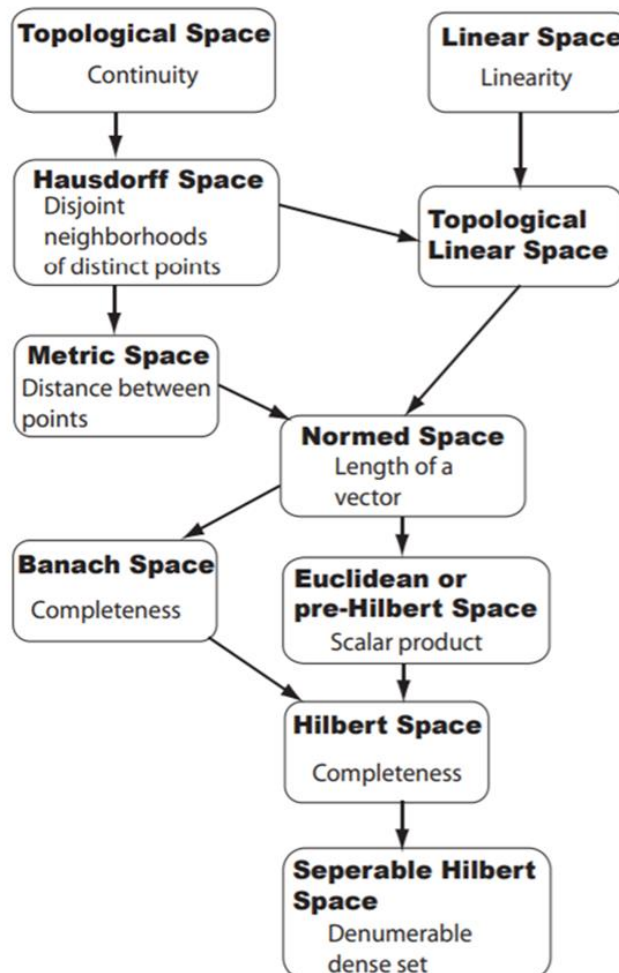 Topological Space
Continuity
Linear Space
Linearity
Hausdorff Space
Disjoint
neighborhoods
of distinct points
Topological
Linear Space
Metric Space
Distance between
points
Normed Space
Length of a
vector
Banach Space
Completeness
Euclidean or
pre-Hilbert Space
Scalar product
Hilbert Space
Completeness
Seperable Hilbert
Space
Denumerable
dense set